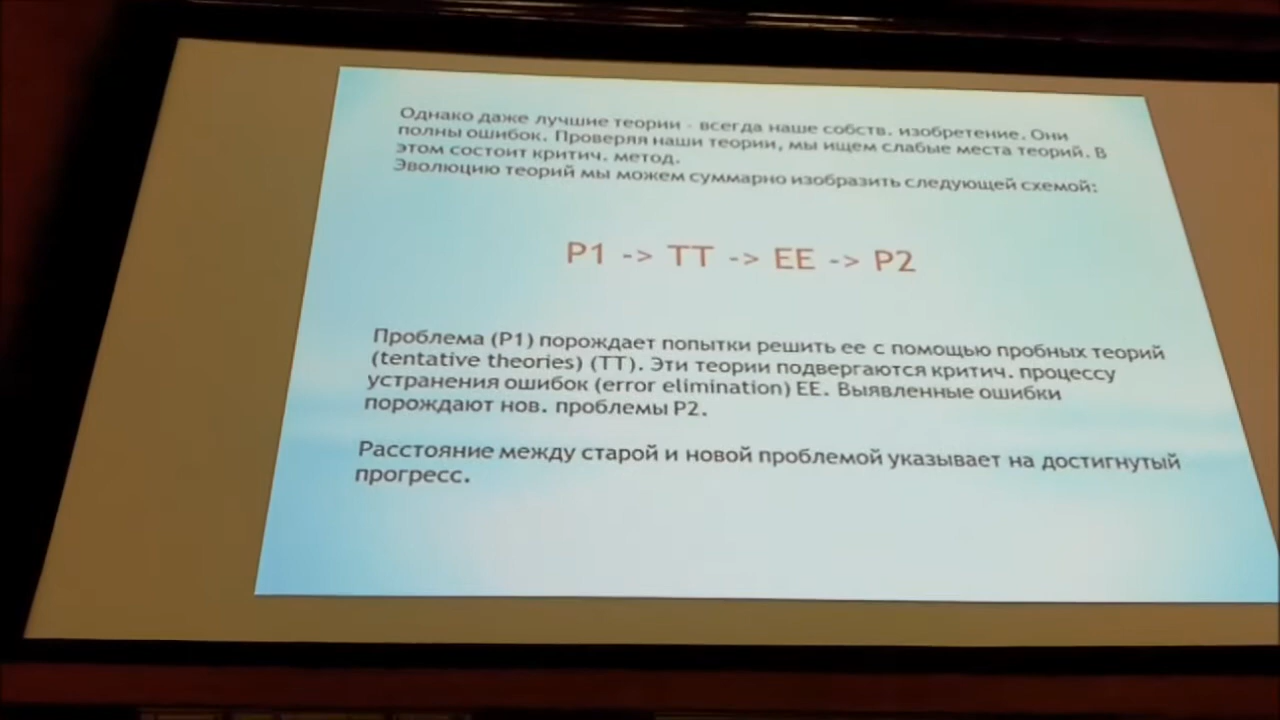 Однако даже лучшие теории - всегда наше собств. изобретение. Они
полны ошибок. Проверяя наши теории, мы ищем слабые места теорий. В
этом состоит критич. метод.
Эволюцию теорий мы можем суммарно изобразить следующей схемой:
P1 -> TT -> EE -> P2
Проблема (P1) порождает попытки решить ее с помощью пробных теорий
(tentative theories) (TT). Эти теории подвергаются критич. процессу
устранения ошибок (error elimination) EE. Выявленные ошибки
порождают нов. проблемы P2.
Расстояние между старой и новой проблемой указывает на достигнутый
прогресс.